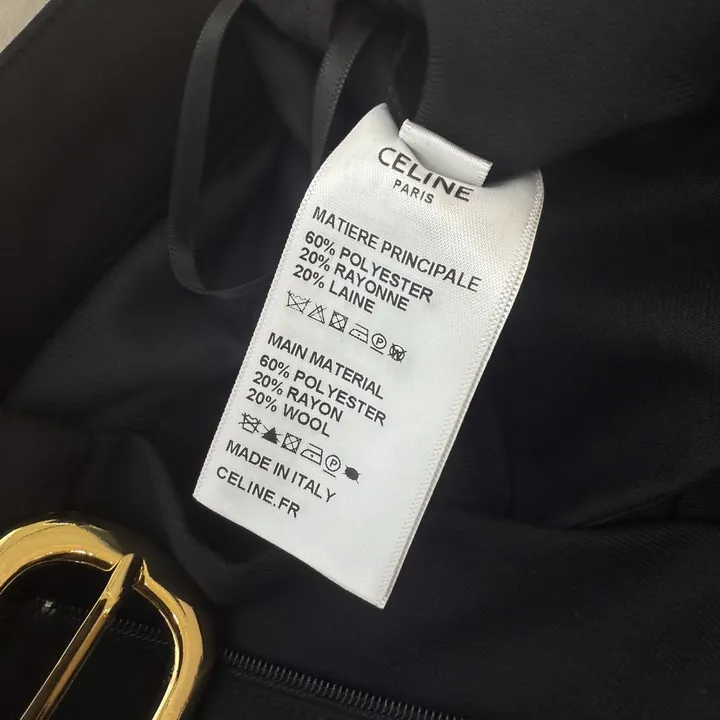 CELINE
PARIS
MATIERE PRINCIPALE
60% POLYESTER
20% RAYONNE
20% LAINE
P W
MAIN MATERIAL
60% POLYESTER
20% RAYON
20% WOOL
P
MADE IN ITALY
CELINE.FR